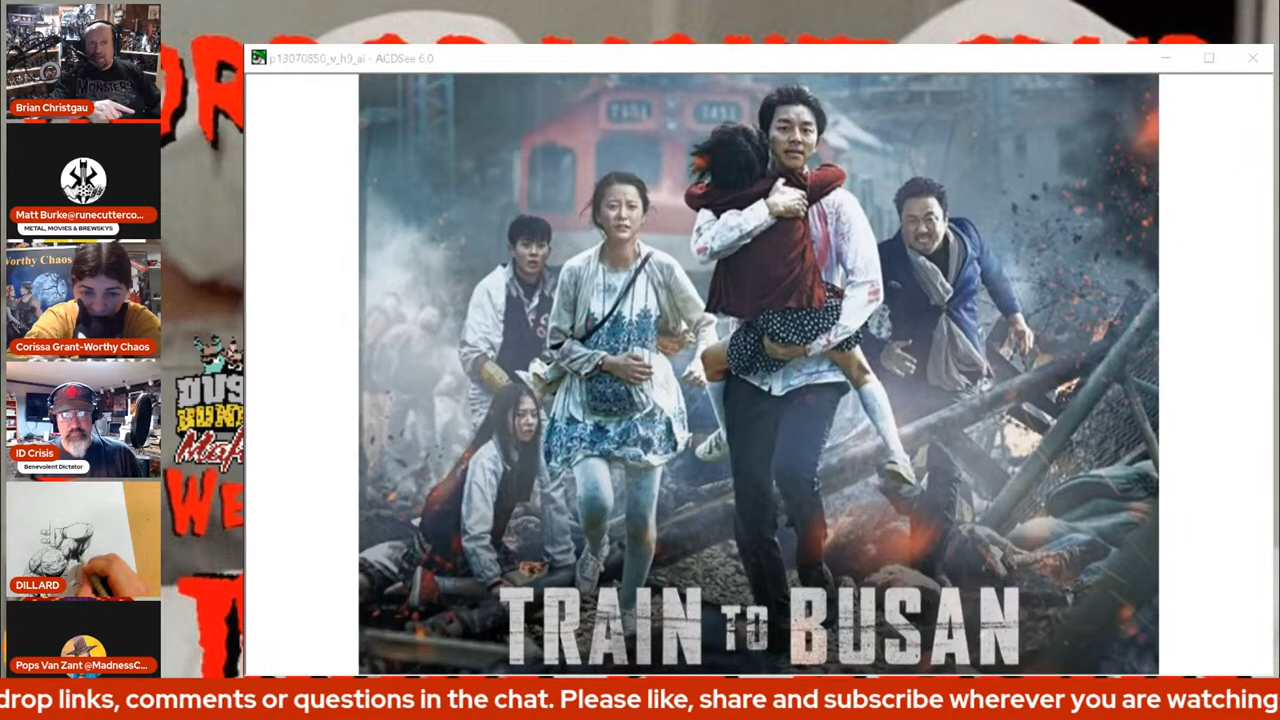 Brian Christgau
MONSTERS
Matt Burke@runecutterco...
METAL, MOVIES & BREWSKYS
Worthy Chaos
Corissa Grant-Worthy Chaos
ID Crisis
Benevolent Dictator
DILLARD
Pops Van Zant @MadnessC...
p13070850_v_h9_ai - ACDSee 6.0
TRAIN TO BUSAN
drop links, comments or questions in the chat. Please like, share and subscribe wherever you are watching